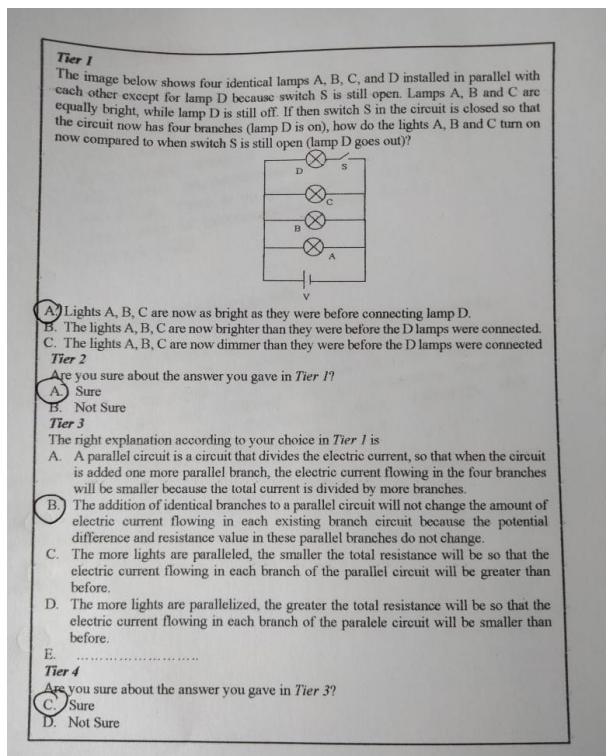 Tier 1
The image below shows four identical lamps A, B, C, and D installed in parallel with
each other except for lamp D because switch S is still open. Lamps A, B and C are
equally bright, while lamp D is still off. If then switch S in the circuit is closed so that
the circuit now has four branches (lamp D is on), how do the lights A, B and C turn on
now compared to when switch S is still open (lamp D goes out)?
D S
C
B
A
V
A. Lights A, B, C are now as bright as they were before connecting lamp D.
B. The lights A, B, C are now brighter than they were before the D lamps were connected.
C. The lights A, B, C are now dimmer than they were before the D lamps were connected
Tier 2
Are you sure about the answer you gave in Tier 1?
A. Sure
B. Not Sure
Tier 3
The right explanation according to your choice in Tier 1 is
A. A parallel circuit is a circuit that divides the electric current, so that when the circuit
is added one more parallel branch, the electric current flowing in the four branches
will be smaller because the total current is divided by more branches.
B. The addition of identical branches to a parallel circuit will not change the amount of
electric current flowing in each existing branch circuit because the potential
difference and resistance value in these parallel branches do not change.
C. The more lights are paralleled, the smaller the total resistance will be so that the
electric current flowing in each branch of the parallel circuit will be greater than
before.
D. The more lights are parallelized, the greater the total resistance will be so that the
electric current flowing in each branch of the paralele circuit will be smaller than
before.
E. ........................
Tier 4
Are you sure about the answer you gave in Tier 3?
C. Sure
D. Not Sure